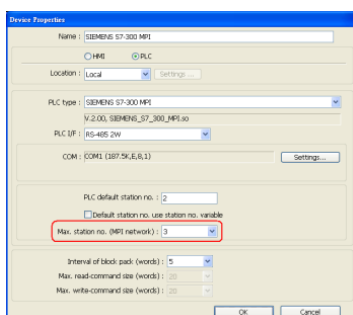 Device Properties
Name : SIEMENS S7-300 MPI
HMI PLC
Location : Local Settings ...
PLC type : SIEMENS S7-300 MPI
V.2.00, SIEMENS_S7_300_MPI.so
PLC I/F : RS-485 2W
COM : COM1 (187.5K,E,8,1) Settings...
PLC default station no. : 2
Default station no. use station no. variable
Max. station no. (MPI network) : 3
Interval of block pack (words) : 5
Max. read-command size (words) : 20
Max. write-command size (words) : 20
OK Cancel